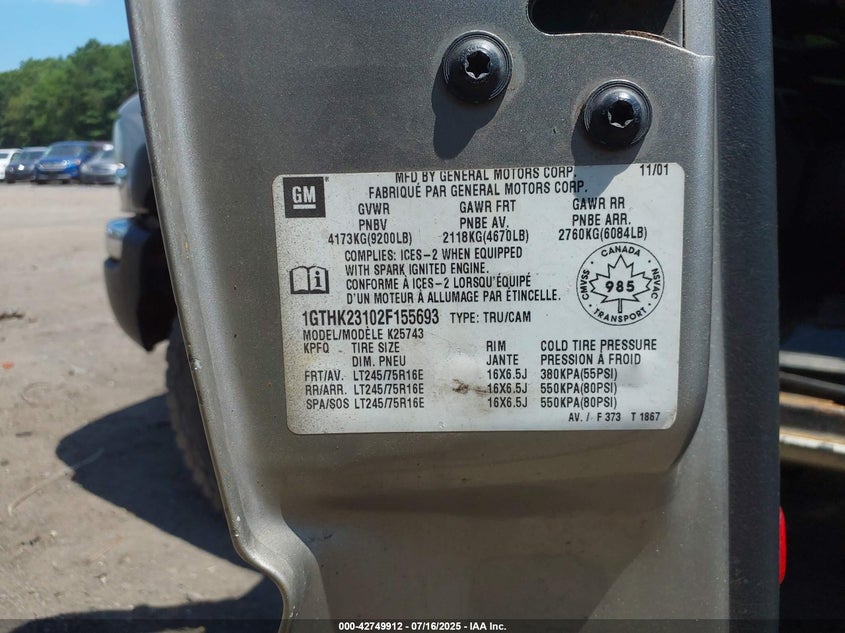 MFD BY GENERAL MOTORS CORP. 11/01
FABRIQUÉ PAR GENERAL MOTORS CORP.
GM
GVWR GAWR FRT GAWR RR
PNBV PNBE AV. PNBE ARR.
4173KG(9200LB) 2118KG(4670LB) 2760KG(6084LB)
COMPLIES: ICES-2 WHEN EQUIPPED
WITH SPARK IGNITED ENGINE.
CONFORME À ICES-2 LORSQU'ÉQUIPÉ
D'UN MOTEUR À ALLUMAGE PAR ÉTINCELLE.
CANADA
CMVSS 985 NSVAC
TRANSPORT
1GTHK23102F155693 TYPE: TRU/CAM
MODEL/MODÈLE K25743
KPFQ TIRE SIZE RIM COLD TIRE PRESSURE
DIM. PNEU JANTE PRESSION À FROID
FRT/AV. LT245/75R16E 16X6.5J 380KPA(55PSI)
RR/ARR. LT245/75R16E 16X6.5J 550KPA(80PSI)
SPA/SOS LT245/75R16E 16X6.5J 550KPA(80PSI)
AV. / F 373 T 1867
000-42749912 - 07/16/2025 - IAA Inc.